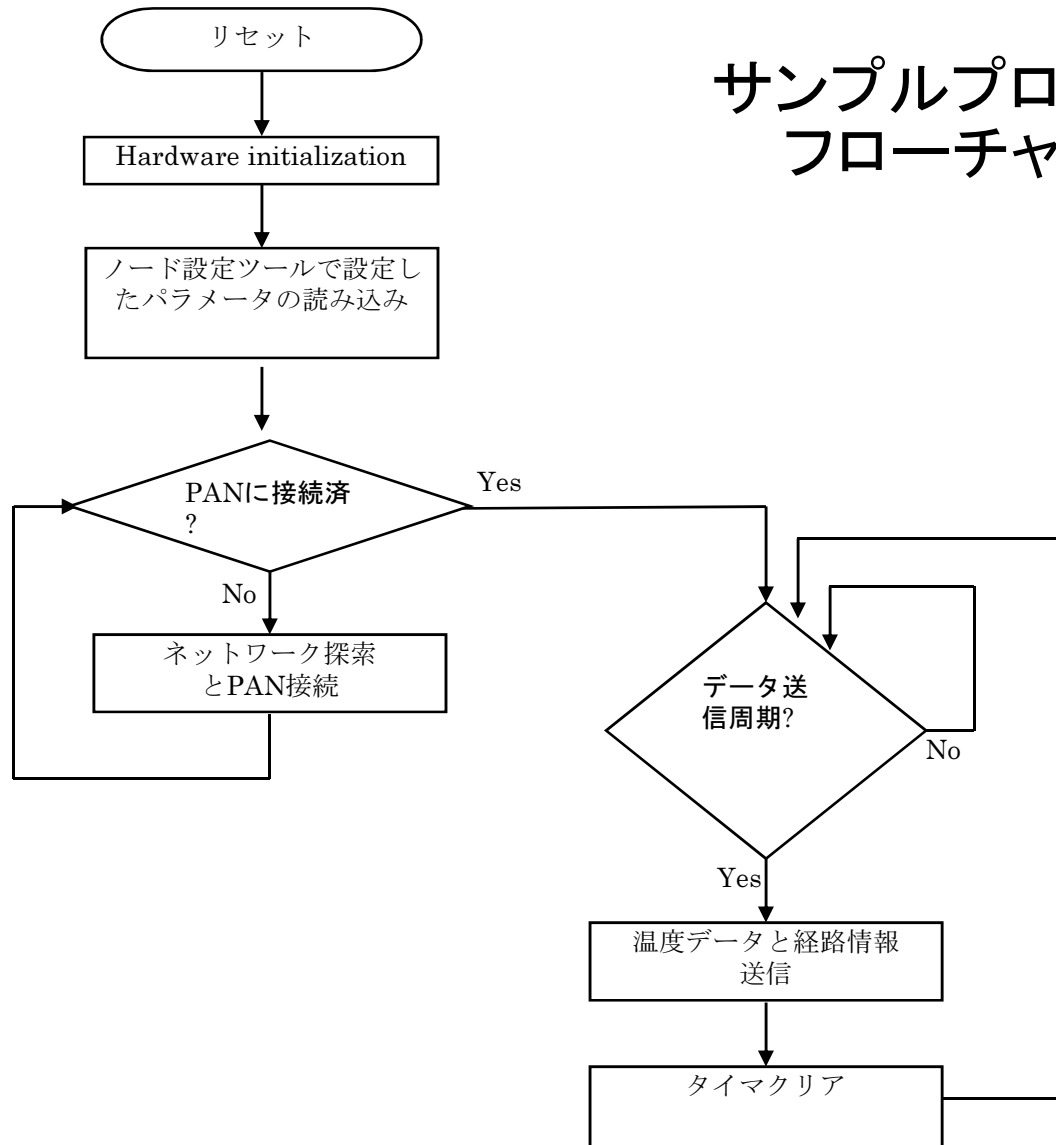 リセット
サンプルプロ
フローチャ
Hardware initialization
ノード設定ツールで設定し
たパラメータの読み込み
PANに接続済
?
Yes
No
ネットワーク探索
とPAN接続
データ送
信周期?
No
Yes
温度データと経路情報
送信
タイマクリア